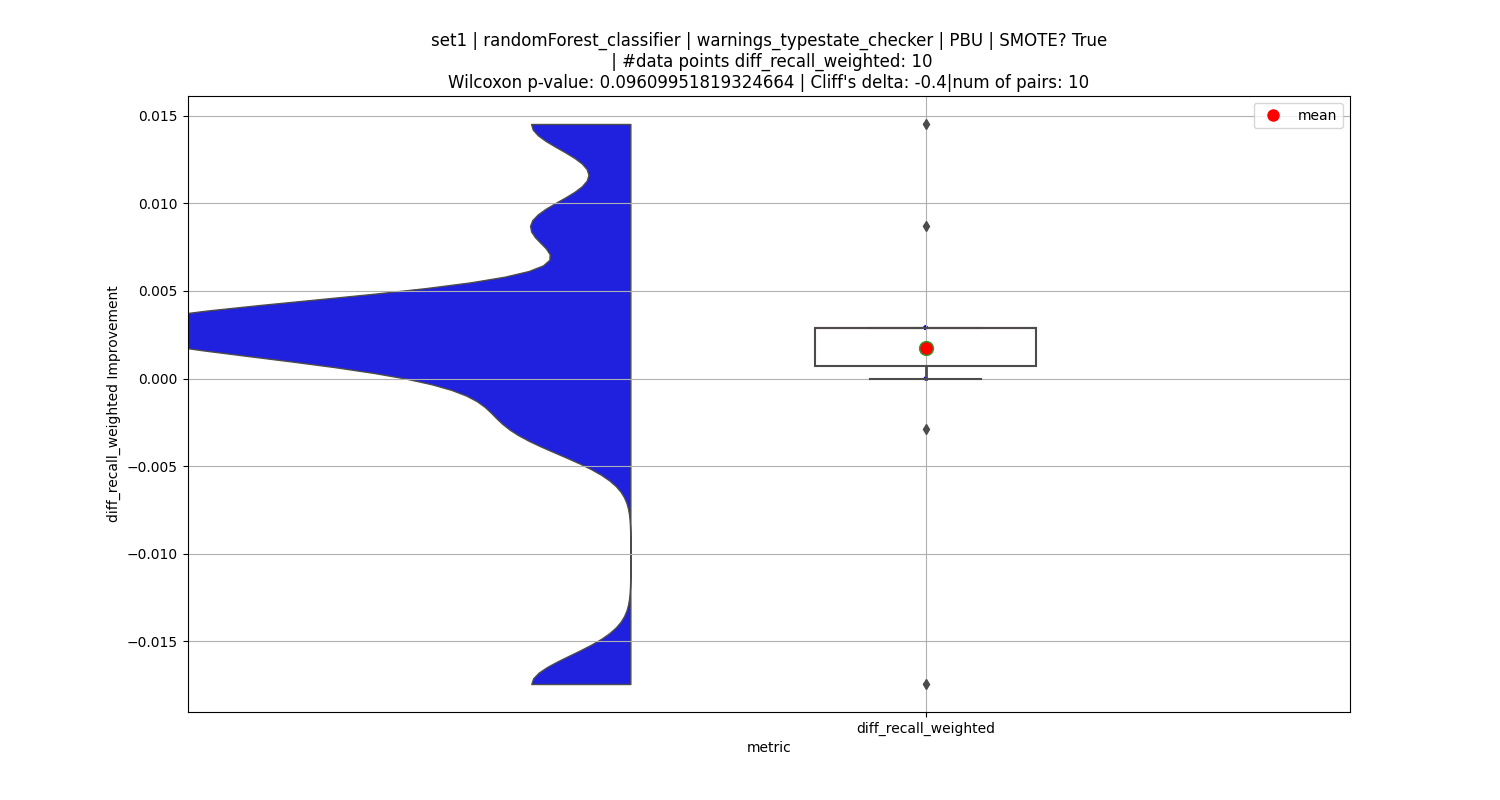 set1 | randomForest_classifier | warnings_typestate_checker | PBU | SMOTE? True
| #data points diff_recall_weighted: 10
Wilcoxon p-value: 0.09609951819324664 | Cliff's delta: -0.4|num of pairs: 10
mean
0.015
0.010
0.005
0.000
−0.005
−0.010
−0.015
diff_recall_weighted Improvement
diff_recall_weighted
metric